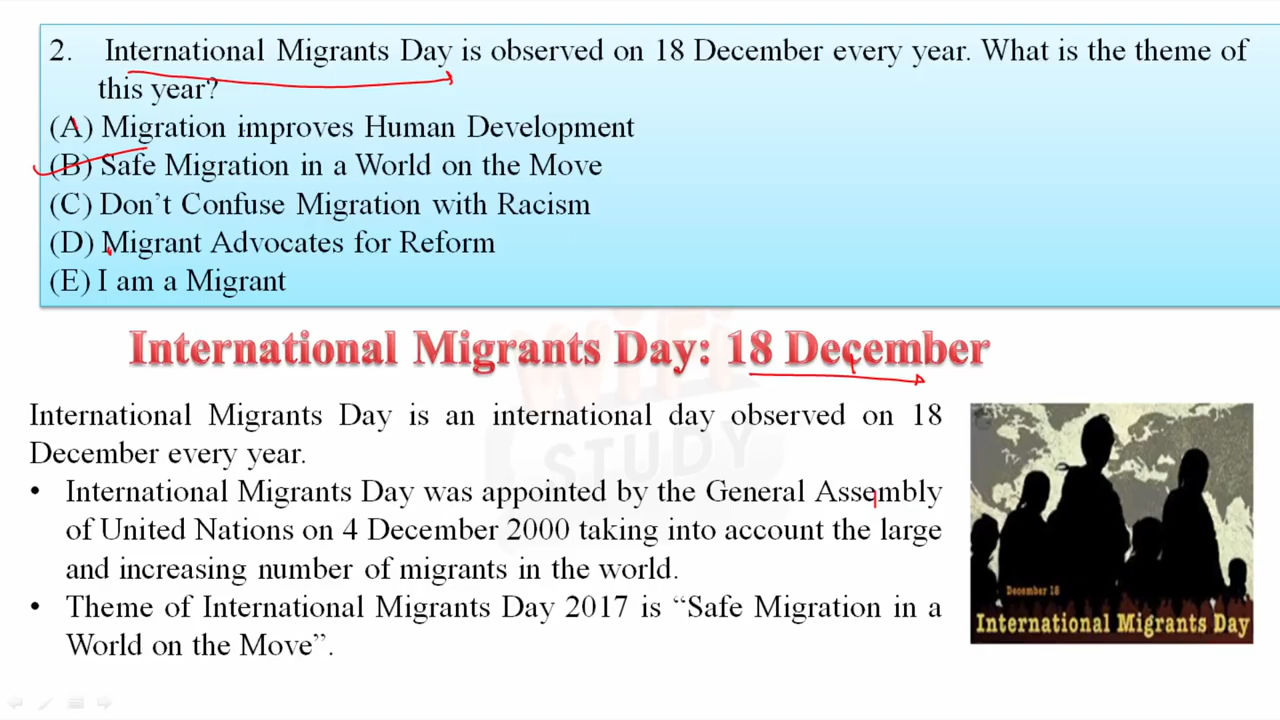 2. International Migrants Day is observed on 18 December every year. What is the theme of
this year?
(A) Migration improves Human Development
(B) Safe Migration in a World on the Move
(C) Don't Confuse Migration with Racism
(D) Migrant Advocates for Reform
(E) I am a Migrant
International Migrants Day: 18 December
International Migrants Day is an international day observed on 18
December every year.
• International Migrants Day was appointed by the General Assembly
of United Nations on 4 December 2000 taking into account the large
and increasing number of migrants in the world.
• Theme of International Migrants Day 2017 is “Safe Migration in a
World on the Move”.
December 18
International Migrants Day
WiFi
STUDY